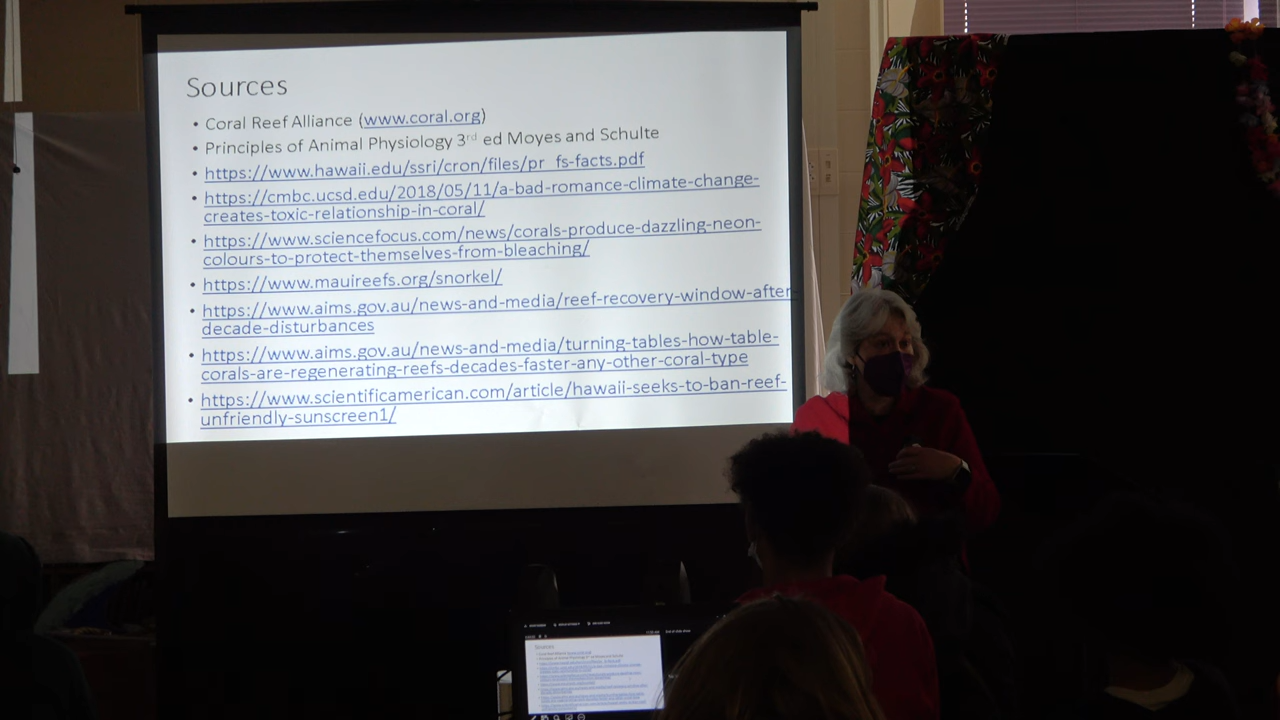 Sources
• Coral Reef Alliance (www.coral.org)
• Principles of Animal Physiology 3rd ed Moyes and Schulte
• https://www.hawaii.edu/ssri/cron/files/pr_fs-facts.pdf
• https://cmbc.ucsd.edu/2018/05/11/a-bad-romance-climate-change-
creates-toxic-relationship-in-coral/
• https://www.sciencefocus.com/news/corals-produce-dazzling-neon-
colours-to-protect-themselves-from-bleaching/
• https://www.mauireefs.org/snorkel/
• https://www.aims.gov.au/news-and-media/reef-recovery-window-after-
decade-disturbances
• https://www.aims.gov.au/news-and-media/turning-tables-how-table-
corals-are-regenerating-reefs-decades-faster-any-other-coral-type
• https://www.scientificamerican.com/article/hawaii-seeks-to-ban-reef-
unfriendly-sunscreen1/
Sources